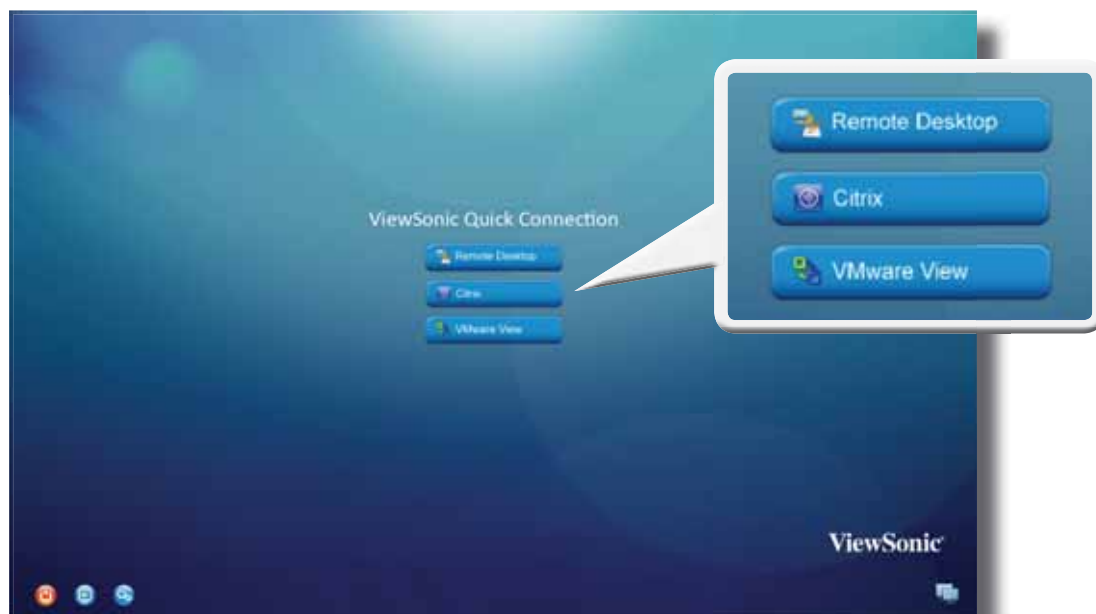 ViewSonic Quick Connection
Remote Desktop
Citrix
VMware View
Remote Desktop
Citrix
VMware View
ViewSonic